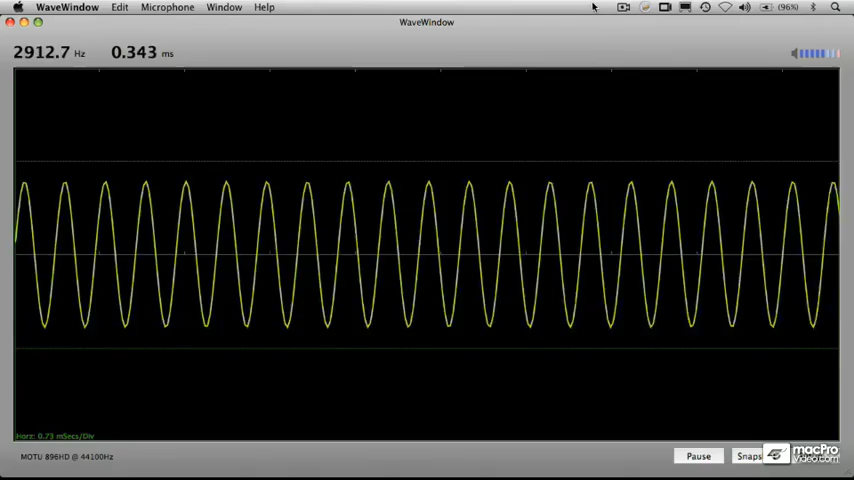 WaveWindow Edit Microphone Window Help (96%)
WaveWindow
2912.7 Hz 0.343 ms
Horz: 0.73 mSecs/Div
MOTU 896HD @ 44100Hz
Pause Snaps
macPro
video.com